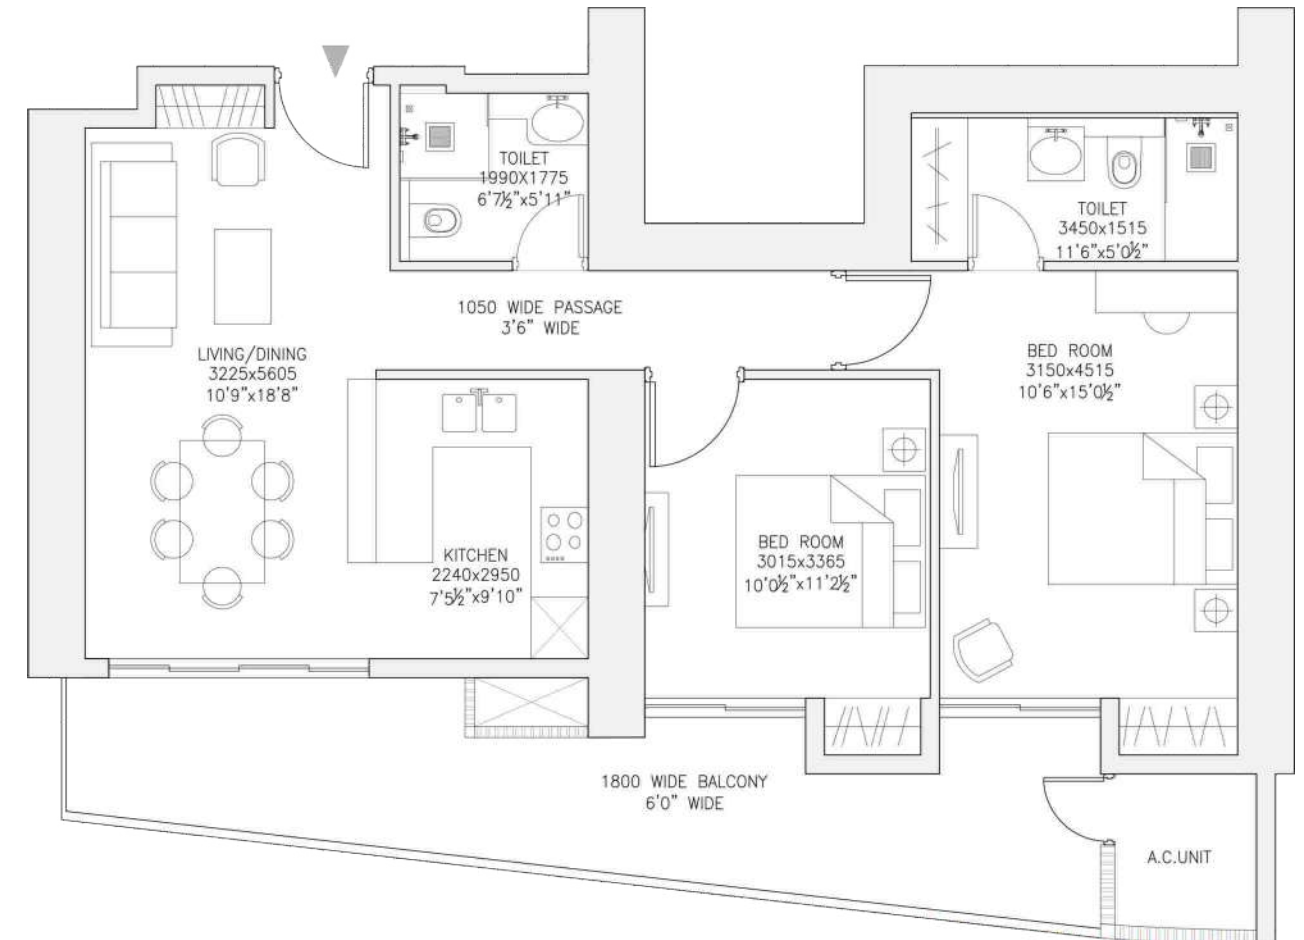 TOILET
1990X1775
6'7½"x5'11"
TOILET
3450x1515
11'6"x5'0½"
1050 WIDE PASSAGE
3'6" WIDE
LIVING/DINING
3225x5605
10'9"x18'8"
BED ROOM
3150x4515
10'6"x15'0½"
KITCHEN
2240x2950
7'5½"x9'10"
BED ROOM
3015x3365
10'0½"x11'2½"
1800 WIDE BALCONY
6'0" WIDE
A.C.UNIT